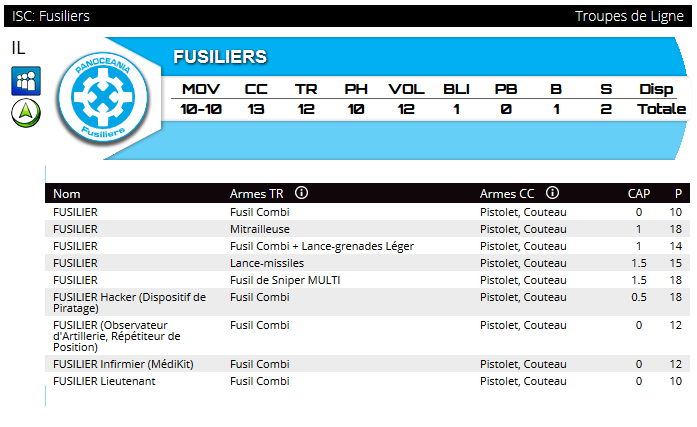 ISC: Fusiliers Troupes de Ligne
IL
PANOCEANIA
Fusiliers
FUSILIERS
MOV CC TR PH VOL BLI PB B S Disp
10-10 13 12 10 12 1 0 1 2 Totale
Nom Armes TR Armes CC CAP P
FUSILIER Fusil Combi Pistolet, Couteau 0 10
FUSILIER Mitrailleuse Pistolet, Couteau 1 18
FUSILIER Fusil Combi + Lance-grenades Léger Pistolet, Couteau 1 14
FUSILIER Lance-missiles Pistolet, Couteau 1.5 15
FUSILIER Fusil de Sniper MULTI Pistolet, Couteau 1.5 18
FUSILIER Hacker (Dispositif de Fusil Combi Pistolet, Couteau 0.5 18
Piratage)
FUSILIER (Observateur Fusil Combi Pistolet, Couteau 0 12
d'Artillerie, Répétiteur de
Position)
FUSILIER Infirmier (MédiKit) Fusil Combi Pistolet, Couteau 0 12
FUSILIER Lieutenant Fusil Combi Pistolet, Couteau 0 10